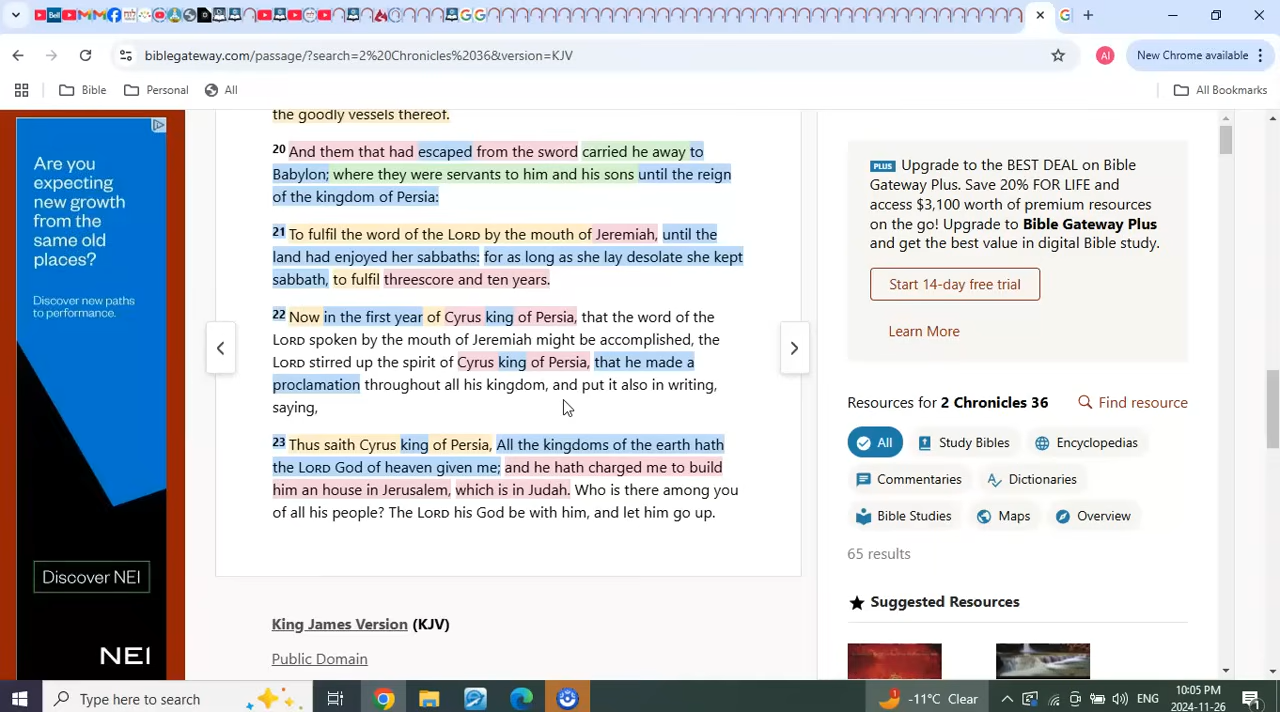 Bell
G
New Chrome available
biblegateway.com/passage/?search=2%20Chronicles%2036&version=KJV
AI
Bible
Personal
All
All Bookmarks
Are you
expecting
new growth
from the
same old
places?
Discover new paths
to performance.
Discover NEI
NEI
the goodly vessels thereof.
20 And them that had escaped from the sword carried he away to
Babylon; where they were servants to him and his sons until the reign
of the kingdom of Persia:
21 To fulfil the word of the LORD by the mouth of Jeremiah, until the
land had enjoyed her sabbaths: for as long as she lay desolate she kept
sabbath, to fulfil threescore and ten years.
22 Now in the first year of Cyrus king of Persia, that the word of the
LORD spoken by the mouth of Jeremiah might be accomplished, the
LORD stirred up the spirit of Cyrus king of Persia, that he made a
proclamation throughout all his kingdom, and put it also in writing,
saying,
23 Thus saith Cyrus king of Persia, All the kingdoms of the earth hath
the LORD God of heaven given me; and he hath charged me to build
him an house in Jerusalem, which is in Judah. Who is there among you
of all his people? The LORD his God be with him, and let him go up.
King James Version (KJV)
Public Domain
PLUS Upgrade to the BEST DEAL on Bible
Gateway Plus. Save 20% FOR LIFE and
access $3,100 worth of premium resources
on the go! Upgrade to Bible Gateway Plus
and get the best value in digital Bible study.
Start 14-day free trial
Learn More
Resources for 2 Chronicles 36
Find resource
All
Study Bibles
Encyclopedias
Commentaries
Dictionaries
Bible Studies
Maps
Overview
65 results
Suggested Resources
Type here to search
-11°C Clear
ENG
10:05 PM
2024-11-26